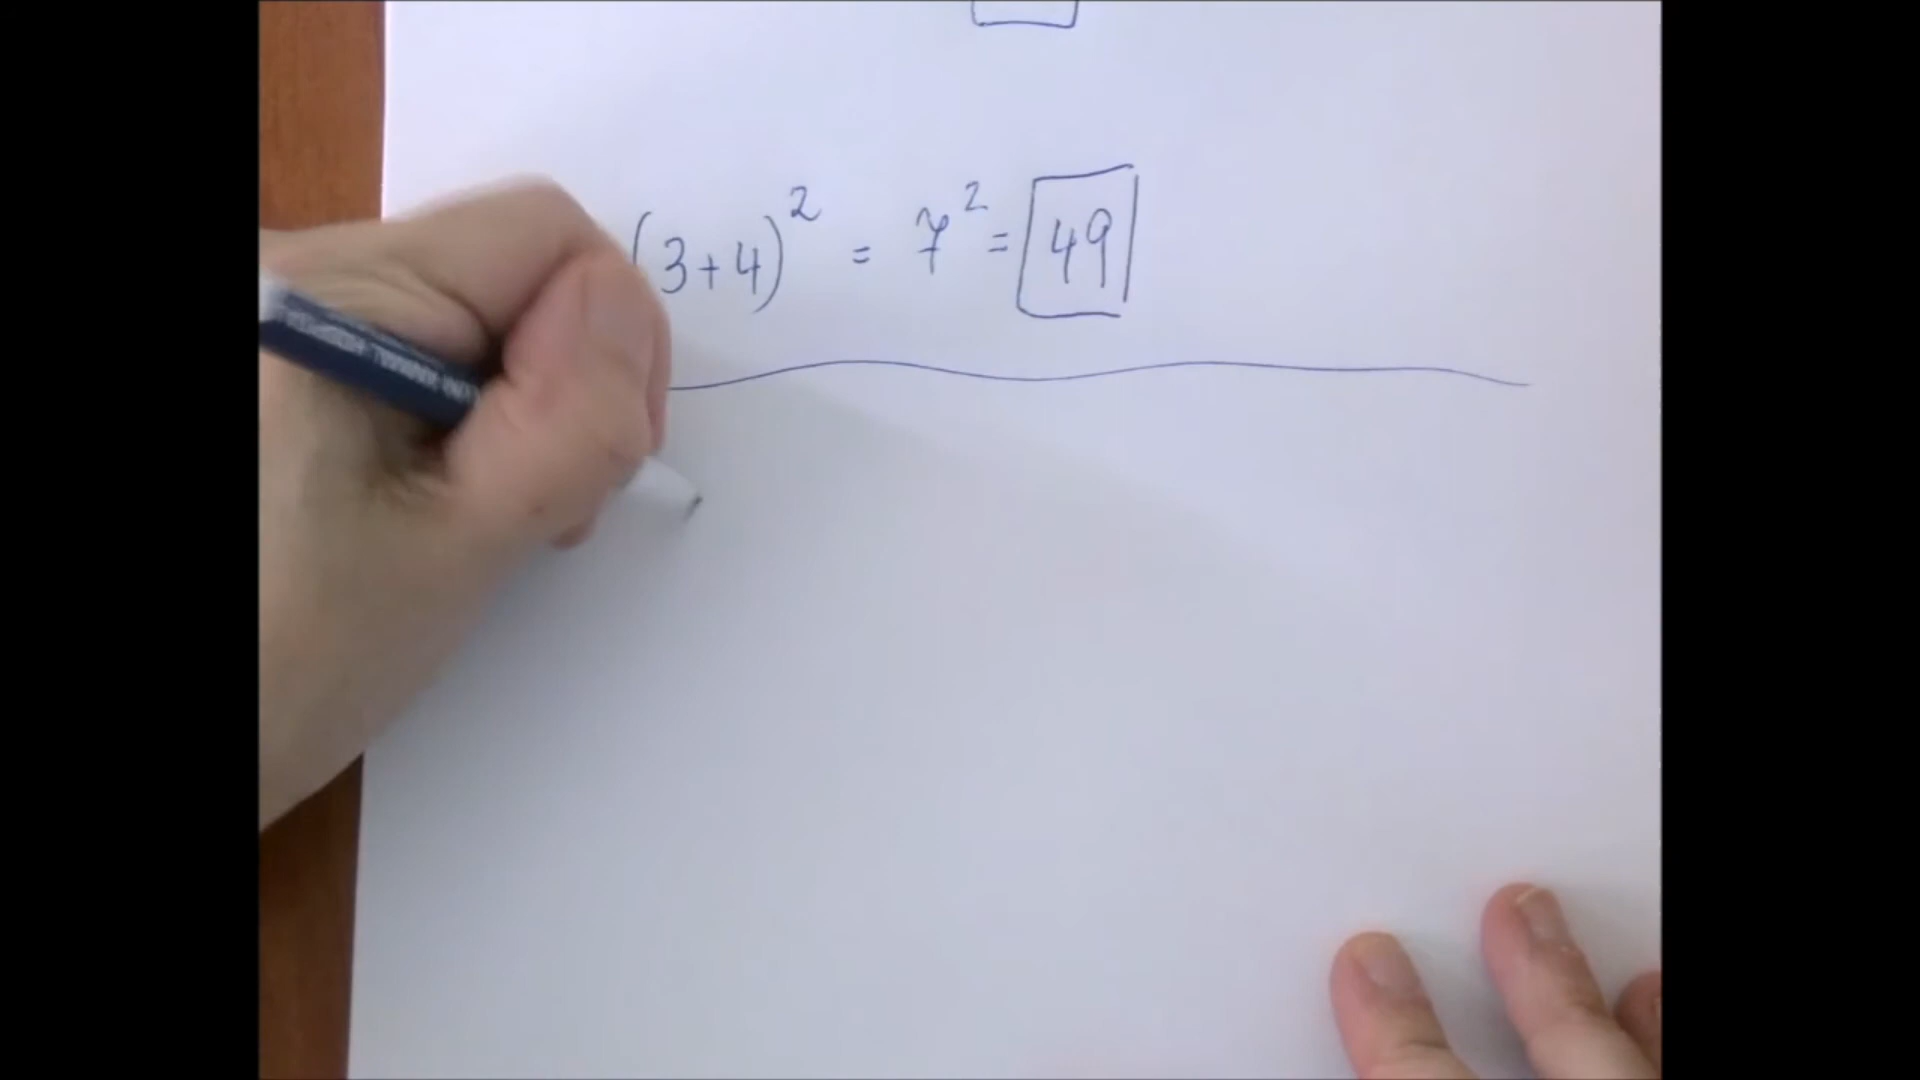 (3+4)² = 7² = 49